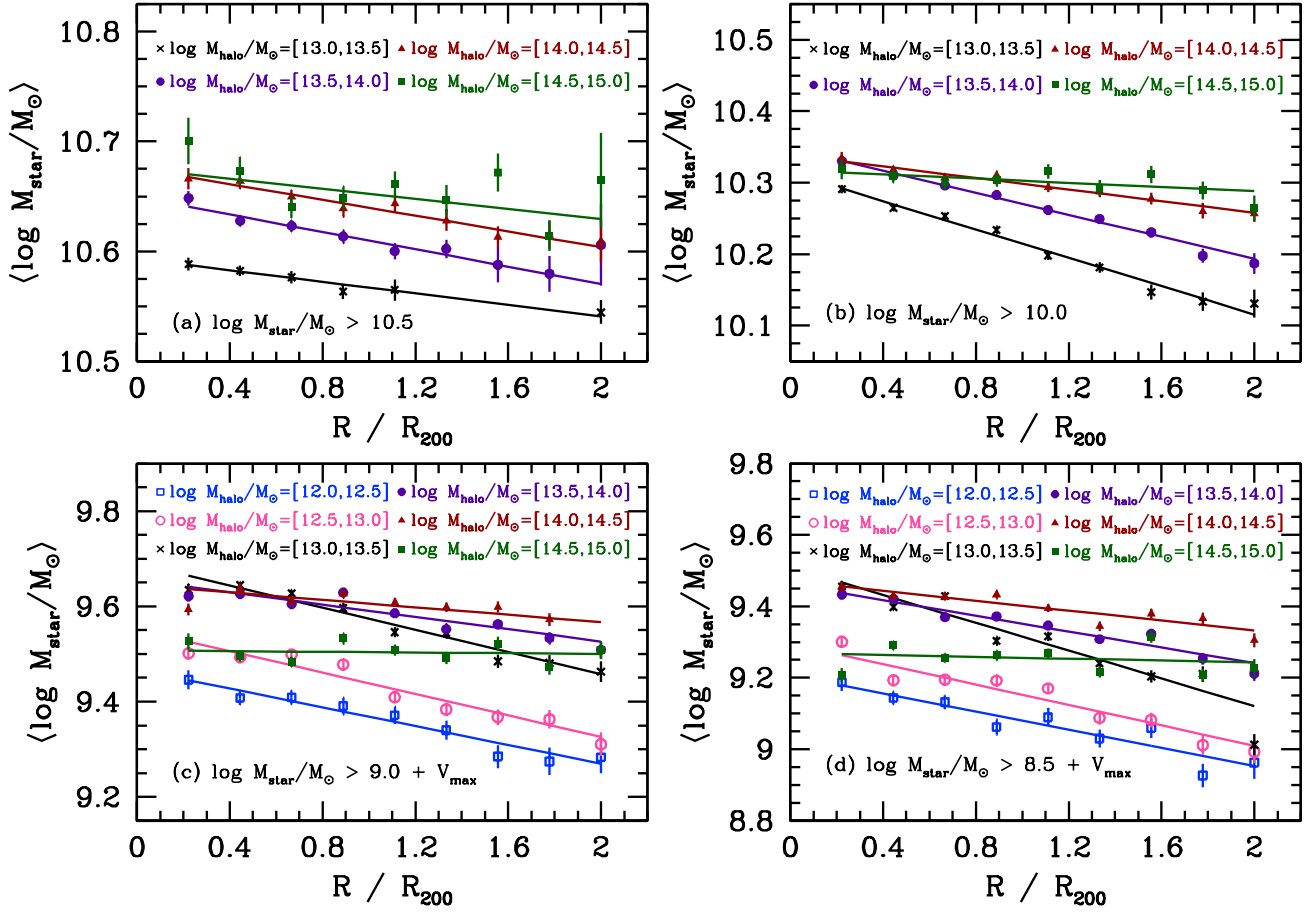 ⟨log M_star/M_⊙⟩
10.8
10.7
10.6
10.5
× log M_halo/M_⊙=[13.0,13.5] ▲ log M_halo/M_⊙=[14.0,14.5]
● log M_halo/M_⊙=[13.5,14.0] ■ log M_halo/M_⊙=[14.5,15.0]
(a) log M_star/M_⊙ > 10.5
0 0.4 0.8 1.2 1.6 2
R / R_200
⟨log M_star/M_⊙⟩
10.5
10.4
10.3
10.2
10.1
× log M_halo/M_⊙=[13.0,13.5] ▲ log M_halo/M_⊙=[14.0,14.5]
● log M_halo/M_⊙=[13.5,14.0] ■ log M_halo/M_⊙=[14.5,15.0]
(b) log M_star/M_⊙ > 10.0
0 0.4 0.8 1.2 1.6 2
R / R_200
⟨log M_star/M_⊙⟩
9.8
9.6
9.4
9.2
□ log M_halo/M_⊙=[12.0,12.5] ● log M_halo/M_⊙=[13.5,14.0]
○ log M_halo/M_⊙=[12.5,13.0] ▲ log M_halo/M_⊙=[14.0,14.5]
× log M_halo/M_⊙=[13.0,13.5] ■ log M_halo/M_⊙=[14.5,15.0]
(c) log M_star/M_⊙ > 9.0 + V_max
0 0.4 0.8 1.2 1.6 2
R / R_200
⟨log M_star/M_⊙⟩
9.8
9.6
9.4
9.2
9
8.8
□ log M_halo/M_⊙=[12.0,12.5] ● log M_halo/M_⊙=[13.5,14.0]
○ log M_halo/M_⊙=[12.5,13.0] ▲ log M_halo/M_⊙=[14.0,14.5]
× log M_halo/M_⊙=[13.0,13.5] ■ log M_halo/M_⊙=[14.5,15.0]
(d) log M_star/M_⊙ > 8.5 + V_max
0 0.4 0.8 1.2 1.6 2
R / R_200